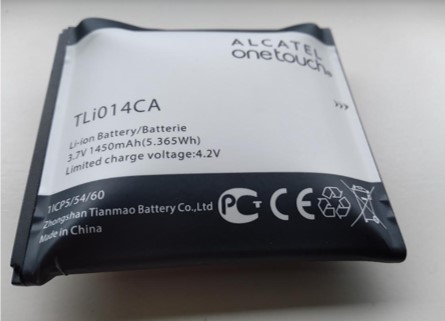 ALCATEL
onetouch
TLi014CA
Li-ion Battery/Batterie
3.7V 1450mAh(5.365Wh)
Limited charge voltage:4.2V
1ICP5/54/60
Zhongshan Tianmao Battery Co.,Ltd
Made in China